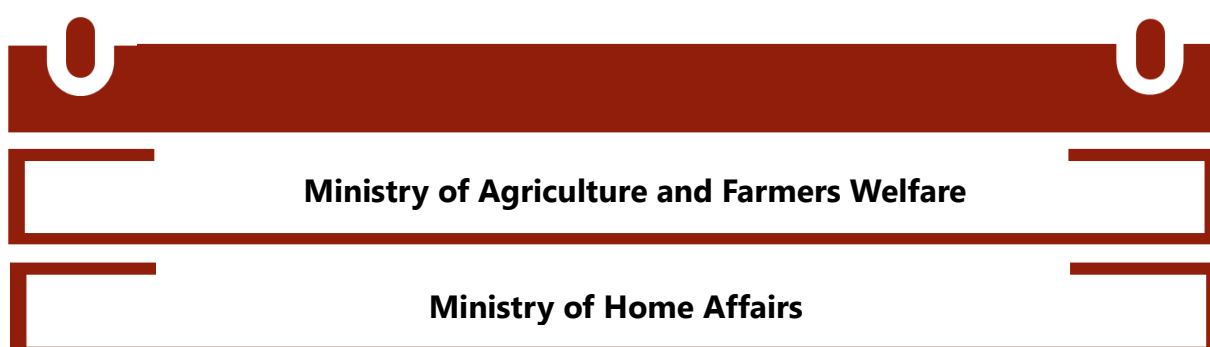 Ministry of Agriculture and Farmers Welfare
Ministry of Home Affairs